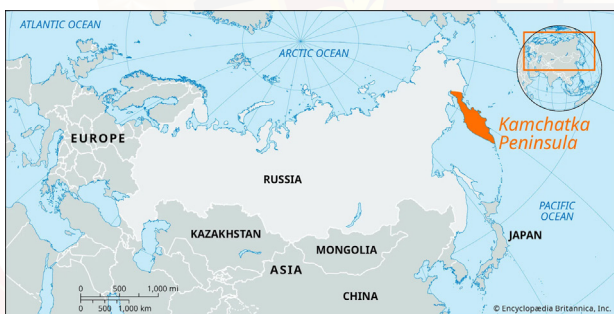 ATLANTIC OCEAN
ARCTIC OCEAN
EUROPE
Kamchatka
Peninsula
RUSSIA
PACIFIC
OCEAN
KAZAKHSTAN
MONGOLIA
JAPAN
ASIA
CHINA
0 500 1,000 mi
0 500 1,000 km
© Encyclopædia Britannica, Inc.